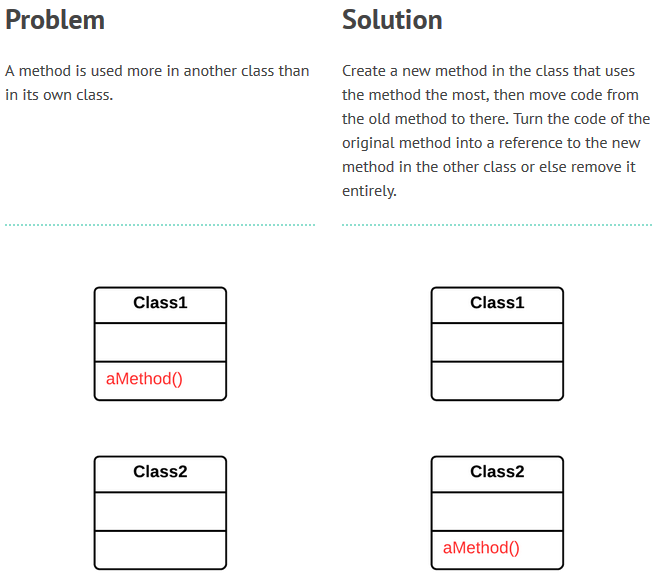 Problem
A method is used more in another class than
in its own class.
Solution
Create a new method in the class that uses
the method the most, then move code from
the old method to there. Turn the code of the
original method into a reference to the new
method in the other class or else remove it
entirely.
Class1
aMethod()
Class2
Class1
Class2
aMethod()